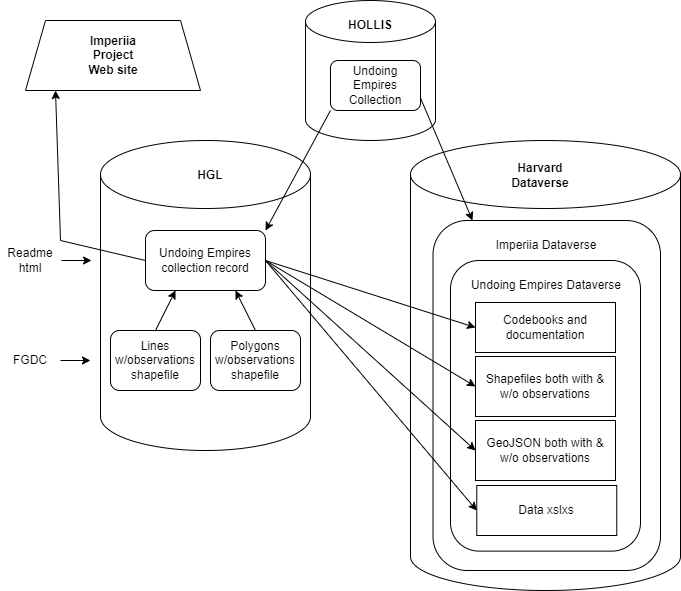 Imperiia
Project
Web site
HOLLIS
Undoing
Empires
Collection
HGL
Harvard
Dataverse
Readme
html
Undoing Empires
collection record
Imperiia Dataverse
Undoing Empires Dataverse
Codebooks and
documentation
FGDC
Lines
w/observations
shapefile
Polygons
w/observations
shapefile
Shapefiles both with &
w/o observations
GeoJSON both with &
w/o observations
Data xslxs